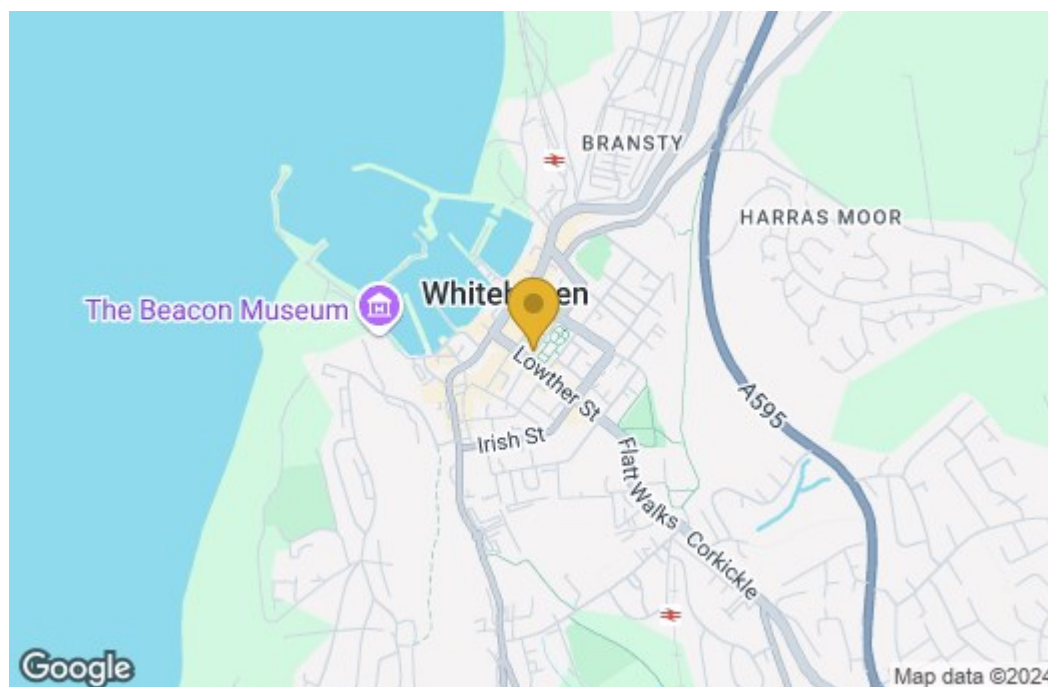 BRANSTY
HARRAS MOOR
The Beacon Museum
Lowther St
A595
Irish St
Flatt Walks
Corkickle
Google
Map data ©2024